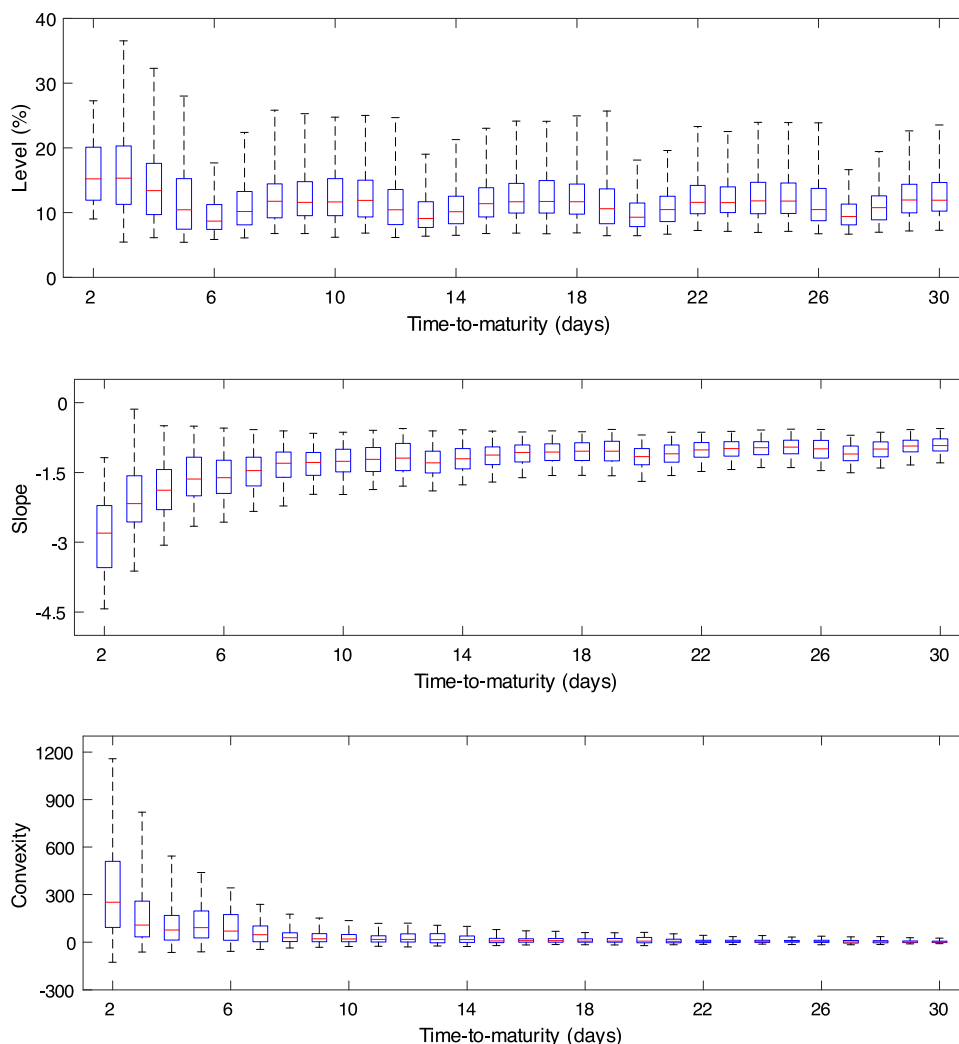 40
30
20
10
0
Level (%)
2 6 10 14 18 22 26 30
Time-to-maturity (days)
0
-1.5
-3
-4.5
Slope
2 6 10 14 18 22 26 30
Time-to-maturity (days)
1200
900
600
300
0
-300
Convexity
2 6 10 14 18 22 26 30
Time-to-maturity (days)